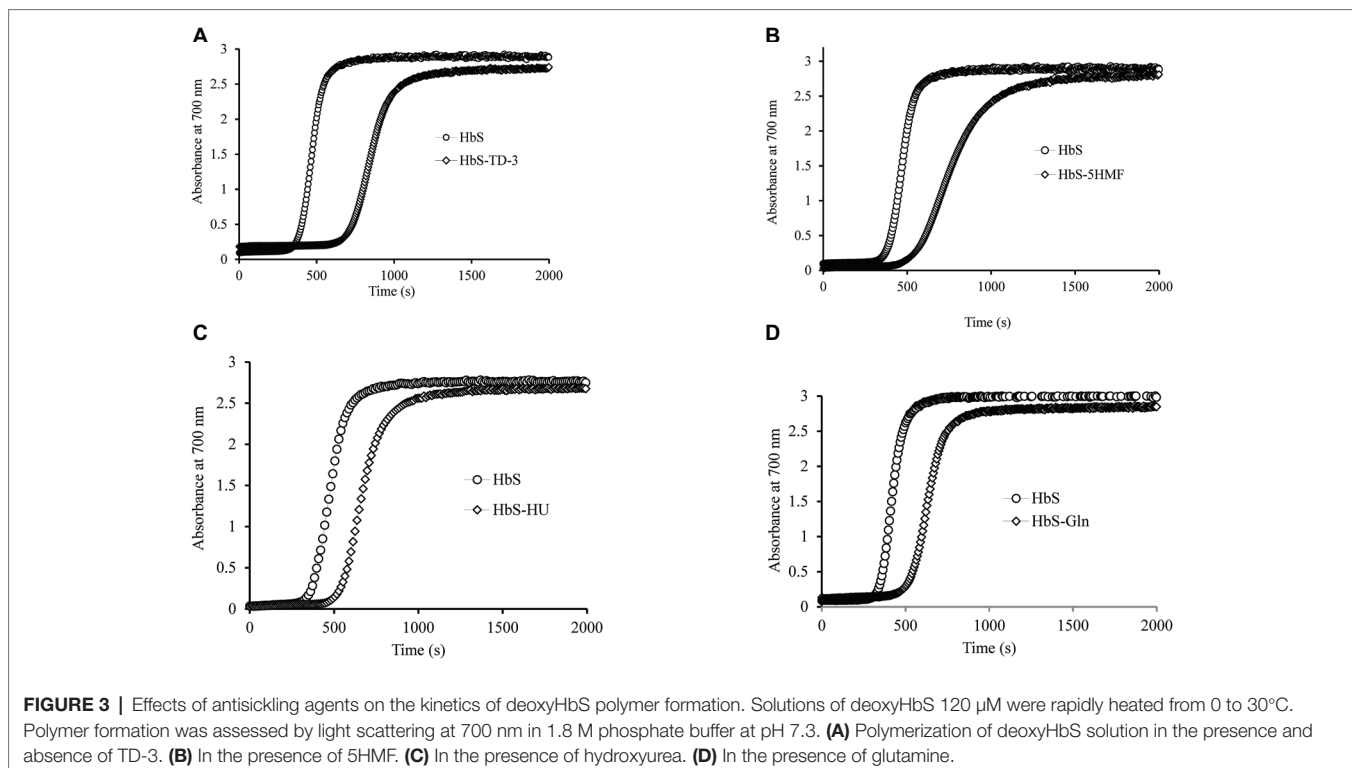 A
3
2.5
2
1.5
1
0.5
0
Absorbance at 700 nm
0 500 1000 1500 2000
Time (s)
HbS
HbS-TD-3
B
3
2.5
2
1.5
1
0.5
0
Absorbance at 700 nm
0 500 1000 1500 2000
Time (s)
HbS
HbS-5HMF
C
3
2.5
2
1.5
1
0.5
0
Absorbance at 700 nm
0 500 1000 1500 2000
Time (s)
HbS
HbS-HU
D
3
2.5
2
1.5
1
0.5
0
Absorbance at 700 nm
0 500 1000 1500 2000
Time (s)
HbS
HbS-Gln
FIGURE 3 | Effects of antisickling agents on the kinetics of deoxyHbS polymer formation. Solutions of deoxyHbS 120 μM were rapidly heated from 0 to 30°C.
Polymer formation was assessed by light scattering at 700 nm in 1.8 M phosphate buffer at pH 7.3. (A) Polymerization of deoxyHbS solution in the presence and
absence of TD-3. (B) In the presence of 5HMF. (C) In the presence of hydroxyurea. (D) In the presence of glutamine.